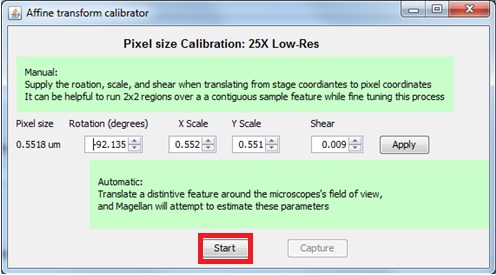 Affine transform calibrator
Pixel size Calibration: 25X Low-Res
Manual:
Supply the roation, scale, and shear when translating from stage coordiantes to pixel coordinates
It can be helpful to run 2x2 regions over a a contiguous sample feature while fine tuning this process
Pixel size Rotation (degrees) X Scale Y Scale Shear
0.5518 um -92.135 0.552 0.551 0.009 Apply
Automatic:
Translate a distintive feature around the microscopes's field of view,
and Magellan will attempt to estimate these parameters
Start Capture